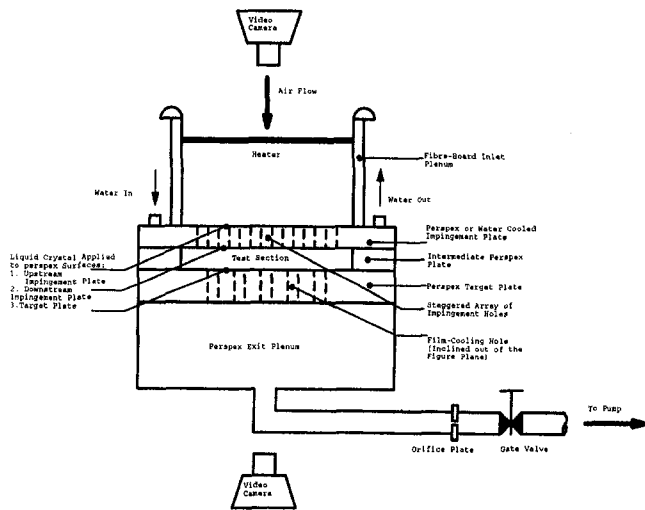 Video
Camera
Air Flow
Heater
Fibre-Board Inlet
Plenum
Water In
Water Out
Perspex or Water Cooled
Impingement Plate
Liquid Crystal Applied
to perspex Surfaces:
1. Upstream
Impingement Plate
2. Downstream
Impingement Plate
3.Target Plate
Test Section
Intermediate Perspex
Plate
Perspex Target Plate
Staggered Array of
Impingement Holes
Film-Cooling Hole
(Inclined out of the
Figure Plane)
Perspex Exit Plenum
To Pump
Orifice Plate
Gate Valve
Video
Camera